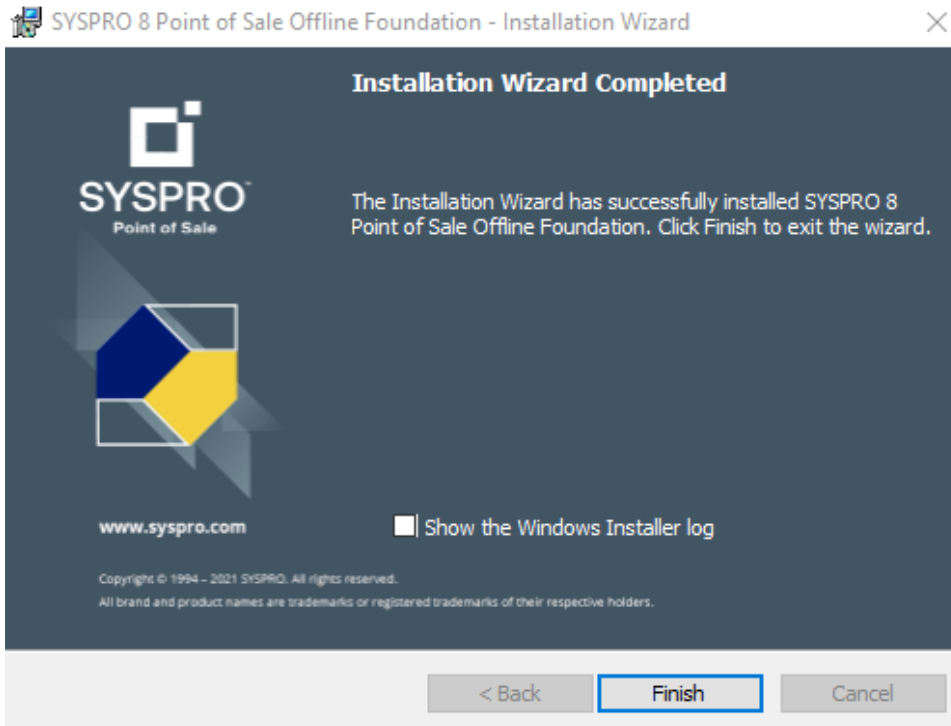 SYSPRO 8 Point of Sale Offline Foundation - Installation Wizard
Installation Wizard Completed
SYSPRO™
Point of Sale
The Installation Wizard has successfully installed SYSPRO 8
Point of Sale Offline Foundation. Click Finish to exit the wizard.
www.syspro.com
Show the Windows Installer log
Copyright © 1994 – 2021 SYSPRO. All rights reserved.
All brand and product names are trademarks or registered trademarks of their respective holders.
< Back
Finish
Cancel